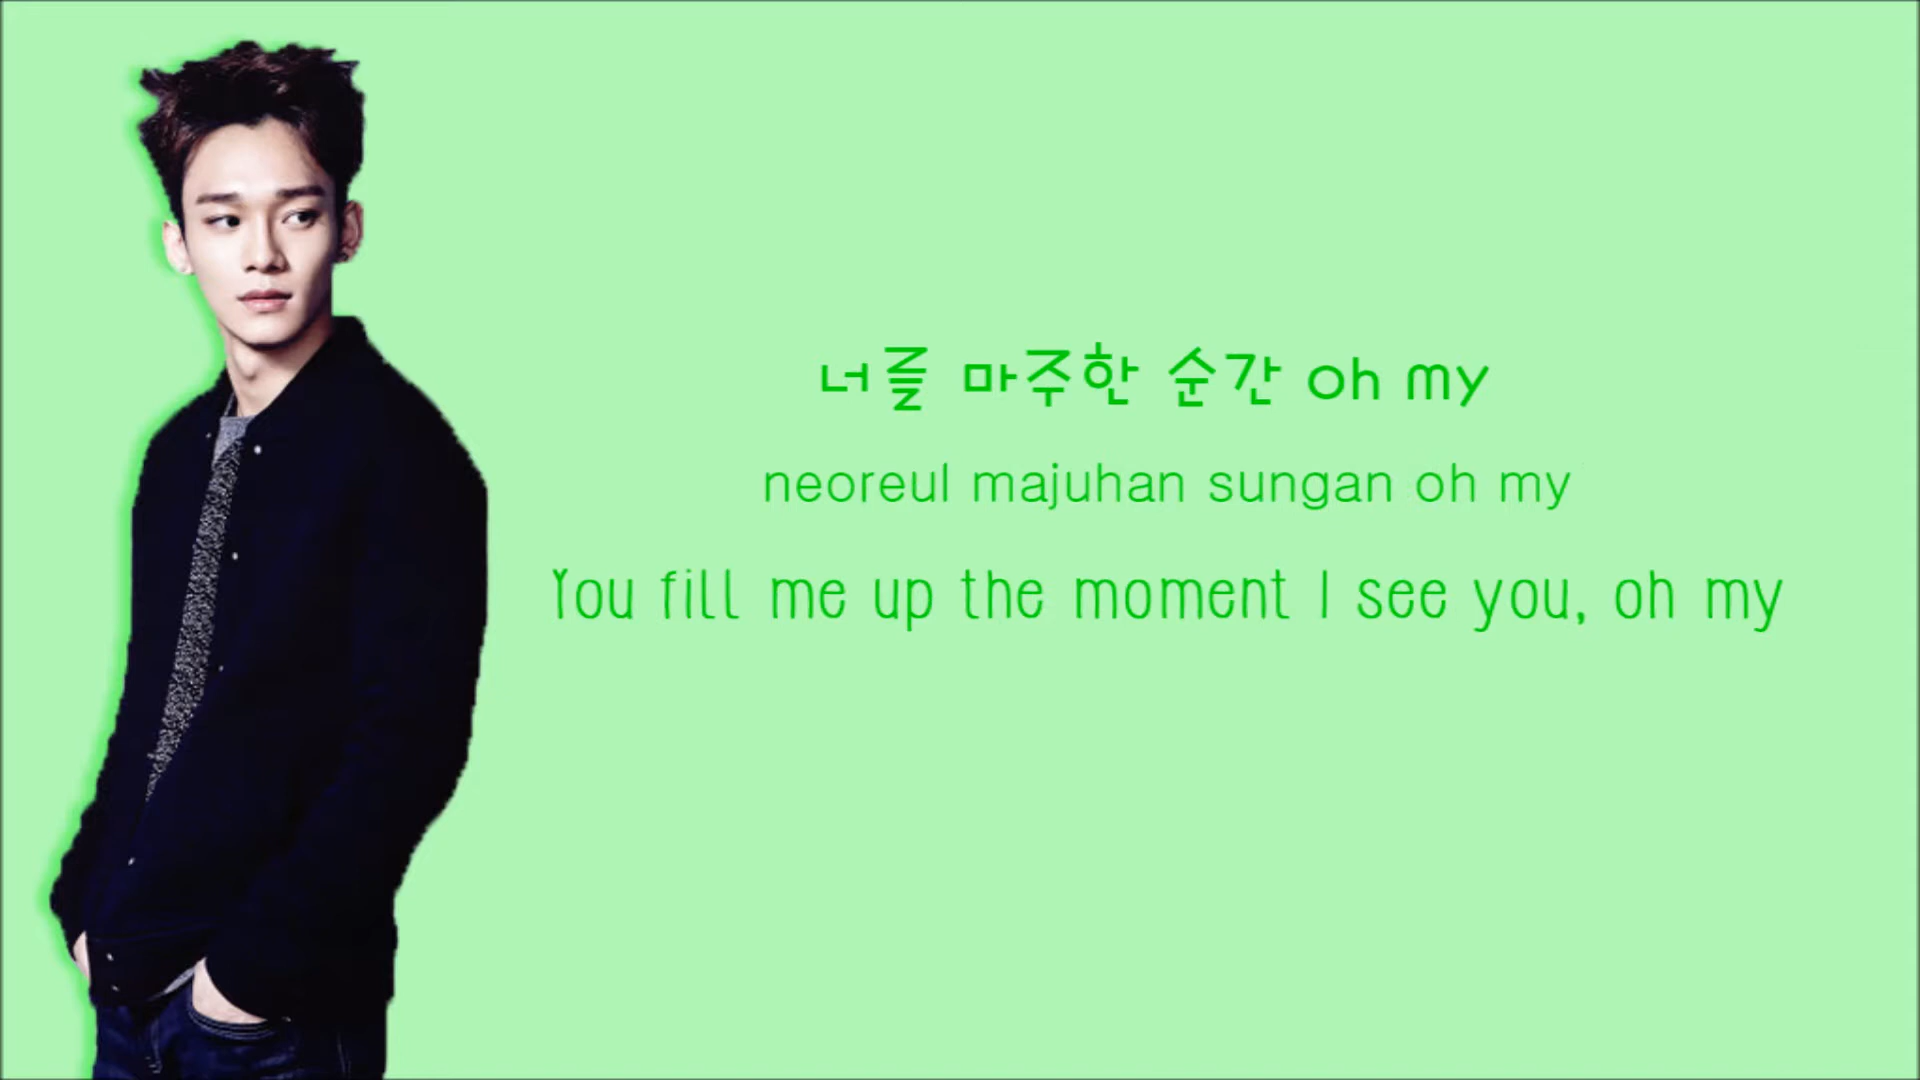 너를 마주한 순간 oh my
neoreul majuhan sungan oh my
You fill me up the moment I see you, oh my